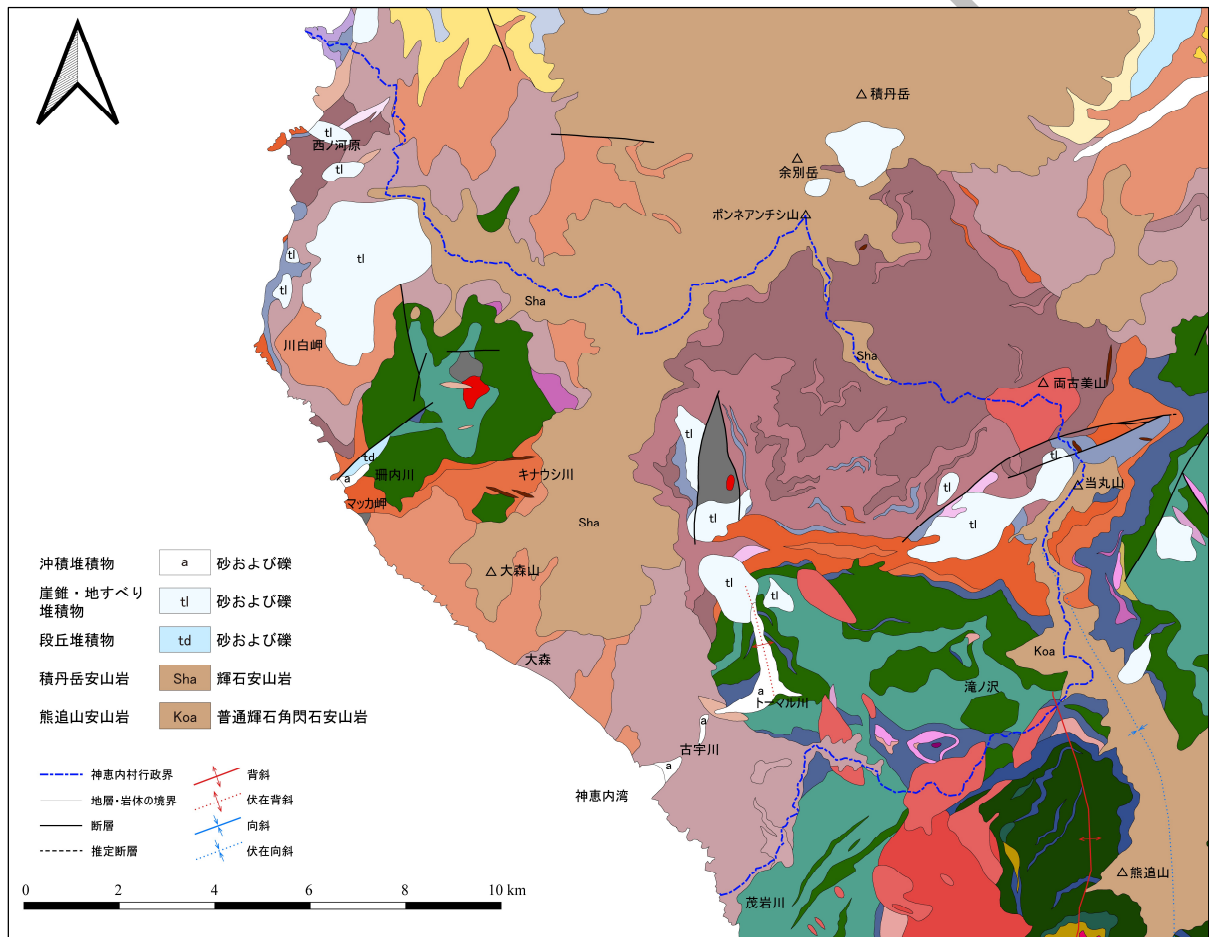 積丹岳
tl
西ノ河原
余別岳
tl
ポンネアンチシ山
tl
tl
tl
Sha
川白岬
Sha
両古美山
tl
tl
td
珊内川
キナウシ川
a
tl
当丸山
マッカ岬
tl
Sha
tl
沖積堆積物
a
砂および礫
大森山
tl
崖錐・地すべり
堆積物
tl
砂および礫
tl
段丘堆積物
td
砂および礫
Koa
大森
積丹岳安山岩
Sha
輝石安山岩
滝ノ沢
a
トーマル川
熊追山安山岩
Koa
普通輝石角閃石安山岩
a
古宇川
a
神恵内村行政界
背斜
神恵内湾
地層・岩体の境界
伏在背斜
断層
向斜
推定断層
伏在向斜
熊追山
0 2 4 6 8 10 km
茂岩川